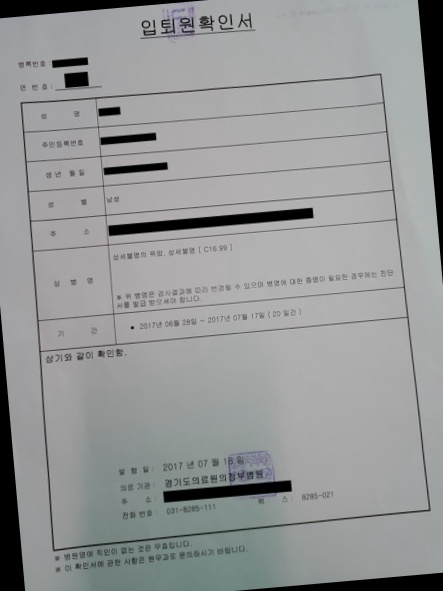 입퇴원확인서
병록번호 :
연 번 호 :
성 명
주민등록번호
생년 월 일
성 별 남성
주 소
상 병 명 상세불명의 위암, 상세불명 [ C16.99 ]
※ 위 병명은 검사결과에 따라 변경될 수 있으며 병명에 대한 증명이 필요한 경우에는 진단
서를 발급 받으셔야 합니다.
기 간 • 2017년 06월 28일 ~ 2017년 07월 17일 ( 20 일간 )
상기와 같이 확인함.
발 행 일 : 2017 년 07 월 18 일
의료 기관 : 경기도의료원의정부병원
주 소 :
전화 번호 : 031-8285-111 팩 스 : 8285-021
※ 병원명에 직인이 없는 것은 무효입니다.
※ 이 확인서에 관한 사항은 원무과로 문의하시기 바랍니다.